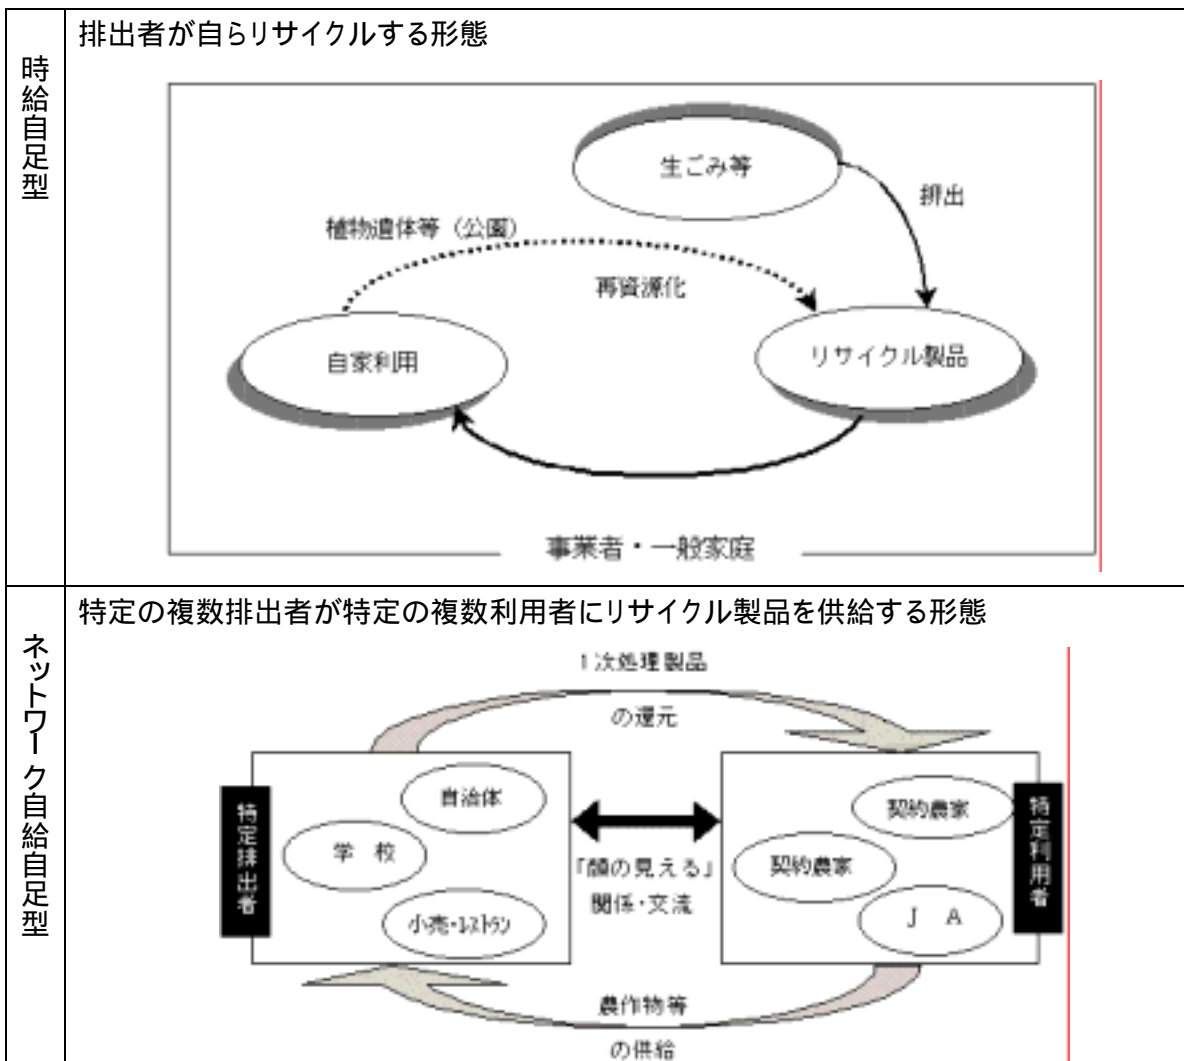 時給自足型
排出者が自らリサイクルする形態
生ごみ等
排出
植物遺体等（公園）
再資源化
自家利用
リサイクル製品
事業者・一般家庭
ネットワーク自給自足型
特定の複数排出者が特定の複数利用者にリサイクル製品を供給する形態
1次処理製品
の還元
特定排出者
自治体
学 校
小売・レストラン
「顔の見える」
関係・交流
契約農家
契約農家
J A
特定利用者
農作物等
の供給